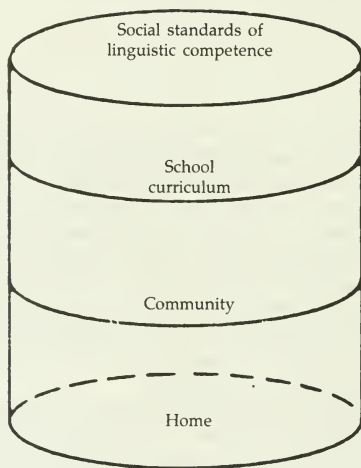 Social standards of
linguistic competence
School
curriculum
Community
Home